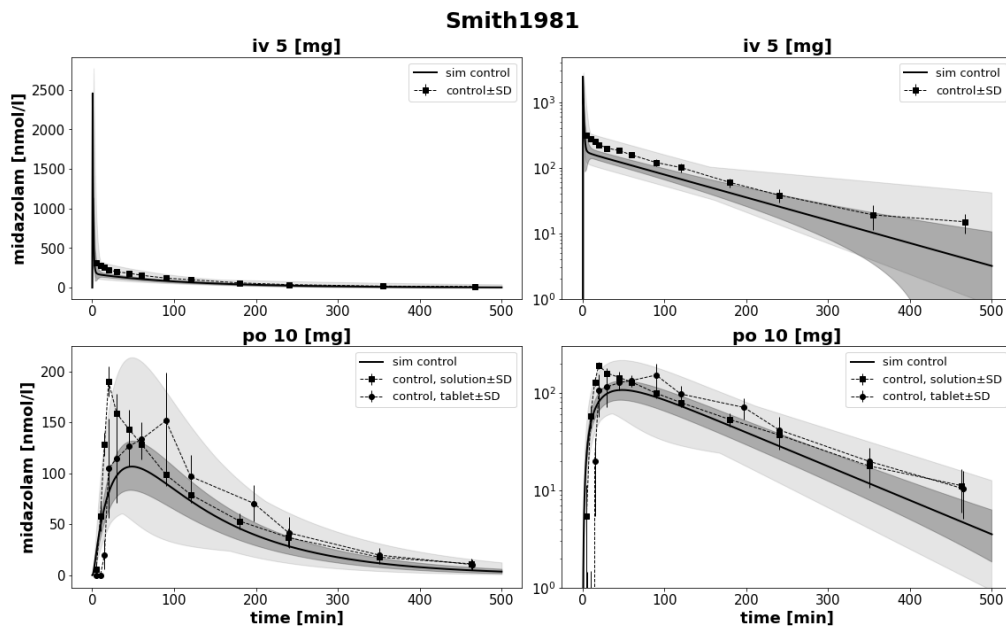 Smith1981
iv 5 [mg]
iv 5 [mg]
midazolam [nmol/l]
2500
2000
1500
1000
500
0
sim control
control±SD
0 100 200 300 400 500
10³
10²
10¹
10⁰
sim control
control±SD
0 100 200 300 400 500
po 10 [mg]
po 10 [mg]
midazolam [nmol/l]
200
150
100
50
0
sim control
control, solution±SD
control, tablet±SD
0 100 200 300 400 500
time [min]
10²
10¹
10⁰
sim control
control, solution±SD
control, tablet±SD
0 100 200 300 400 500
time [min]